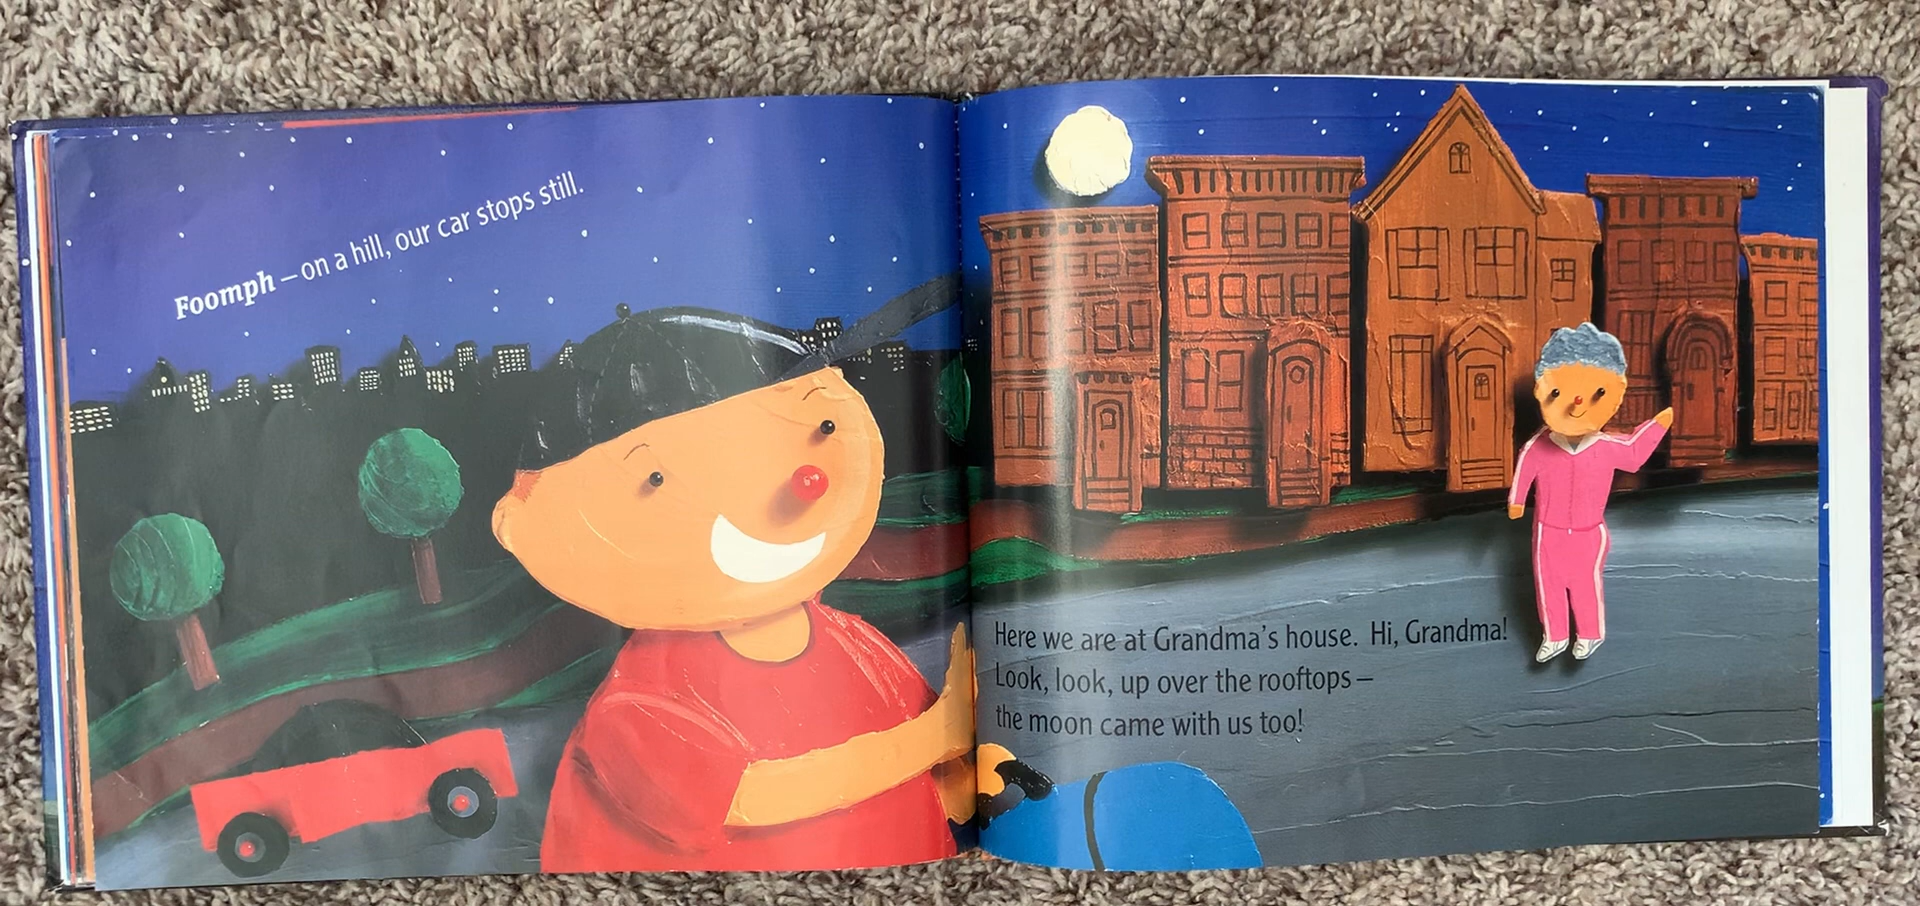 Foomph – on a hill, our car stops still.
Here we are at Grandma's house. Hi, Grandma!
Look, look, up over the rooftops –
the moon came with us too!